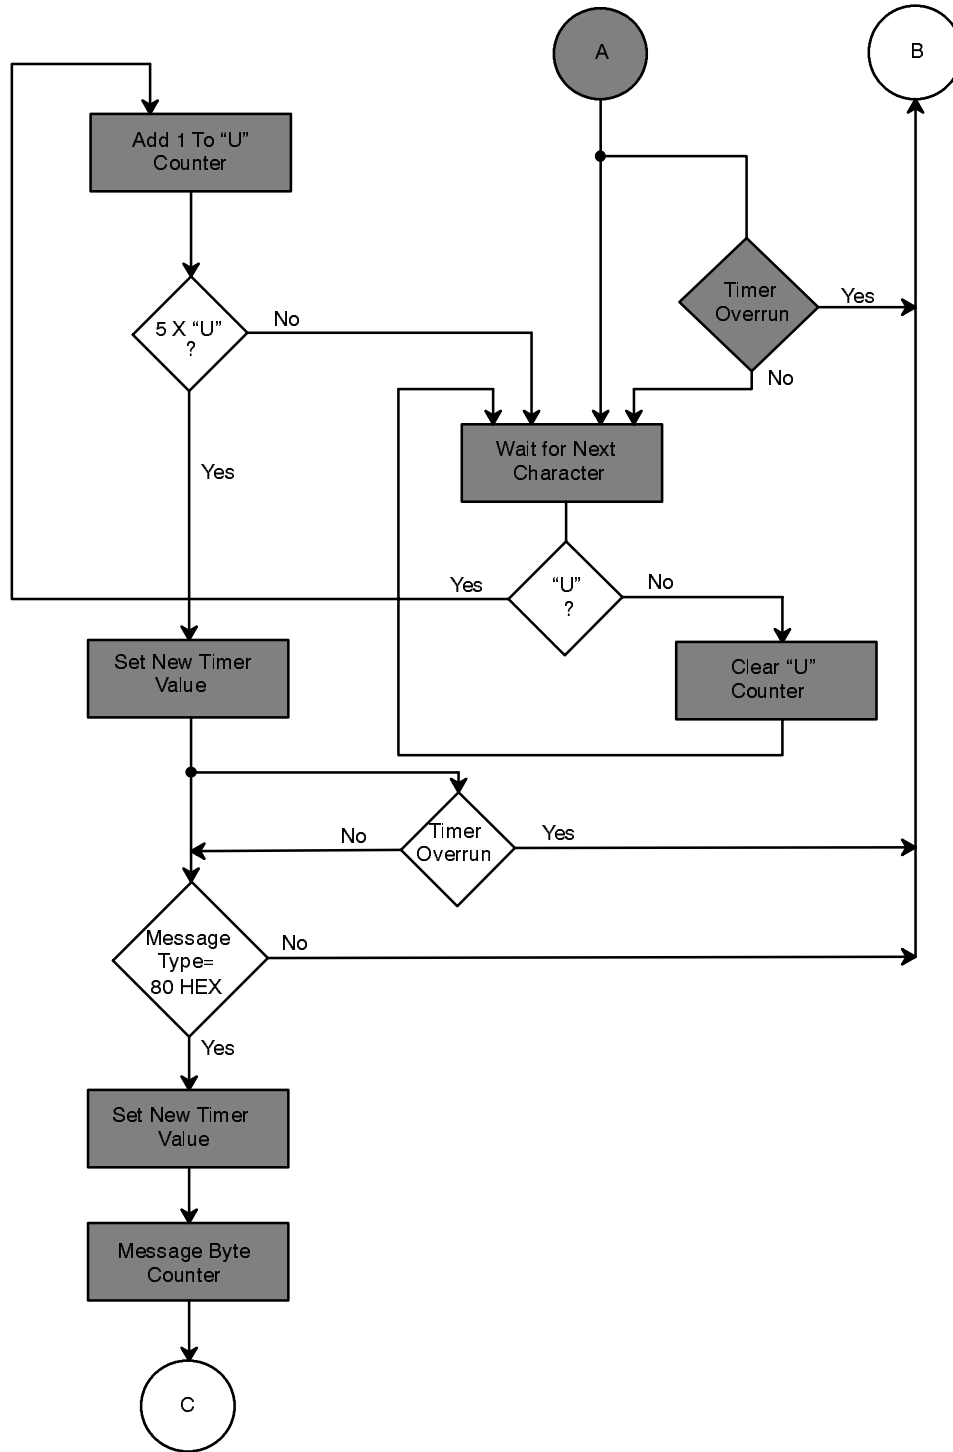 A
B
Add 1 To “U”
Counter
Timer
Overrun
Yes
No
5 X “U”
?
No
Yes
Wait for Next
Character
“U”
?
Yes
No
Set New Timer
Value
Clear “U”
Counter
Timer
Overrun
No
Yes
Message
Type=
80 HEX
No
Yes
Set New Timer
Value
Message Byte
Counter
C